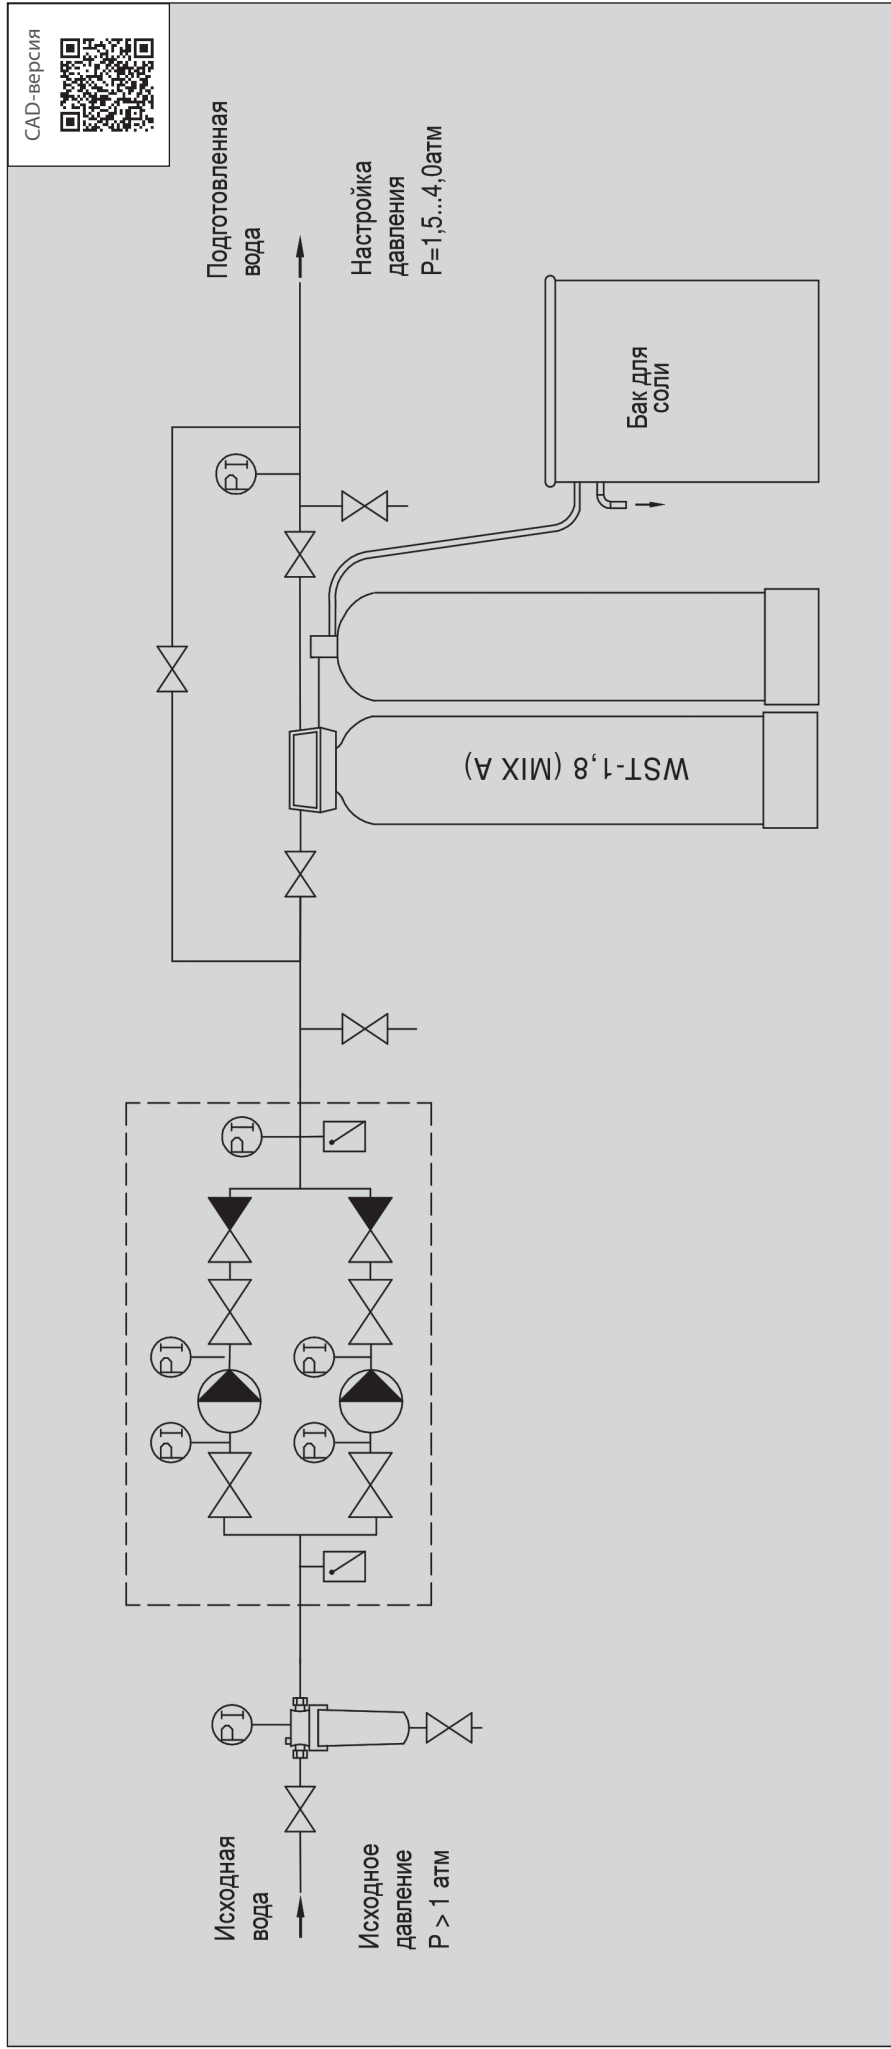 CAD-версия
Исходная
вода
Исходное
давление
P > 1 атм
PI
PI
PI
PI
PI
PI
WST-1,8 (MIX A)
PI
Бак для
соли
Подготовленная
вода
Настройка
давления
P=1,5...4,0атм